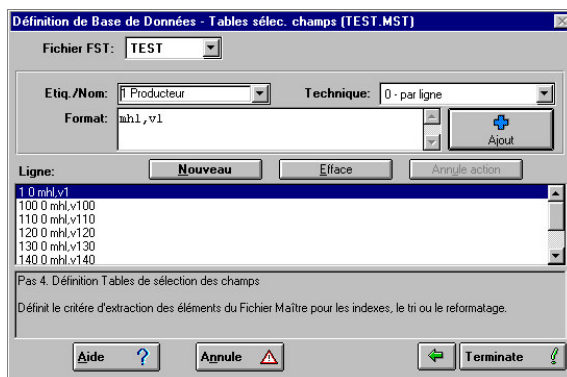 Définition de Base de Données - Tables sélec. champs (TEST.MST)
Fichier FST: TEST
Etiq./Nom: 1 Producteur Technique: 0 - par ligne
Format: mhl,v1
Ajout
Ligne: Nouveau Efface Annyle action
1 0 mhl,v1
100 0 mhl,v100
110 0 mhl,v110
120 0 mhl,v120
130 0 mhl,v130
140 0 mhl,v140
Pas 4. Définition Tables de sélection des champs
Définit le critére d'extraction des éléments du Fichier Maître pour les indexes, le tri ou le reformatage.
Aide ? Annule Terminate